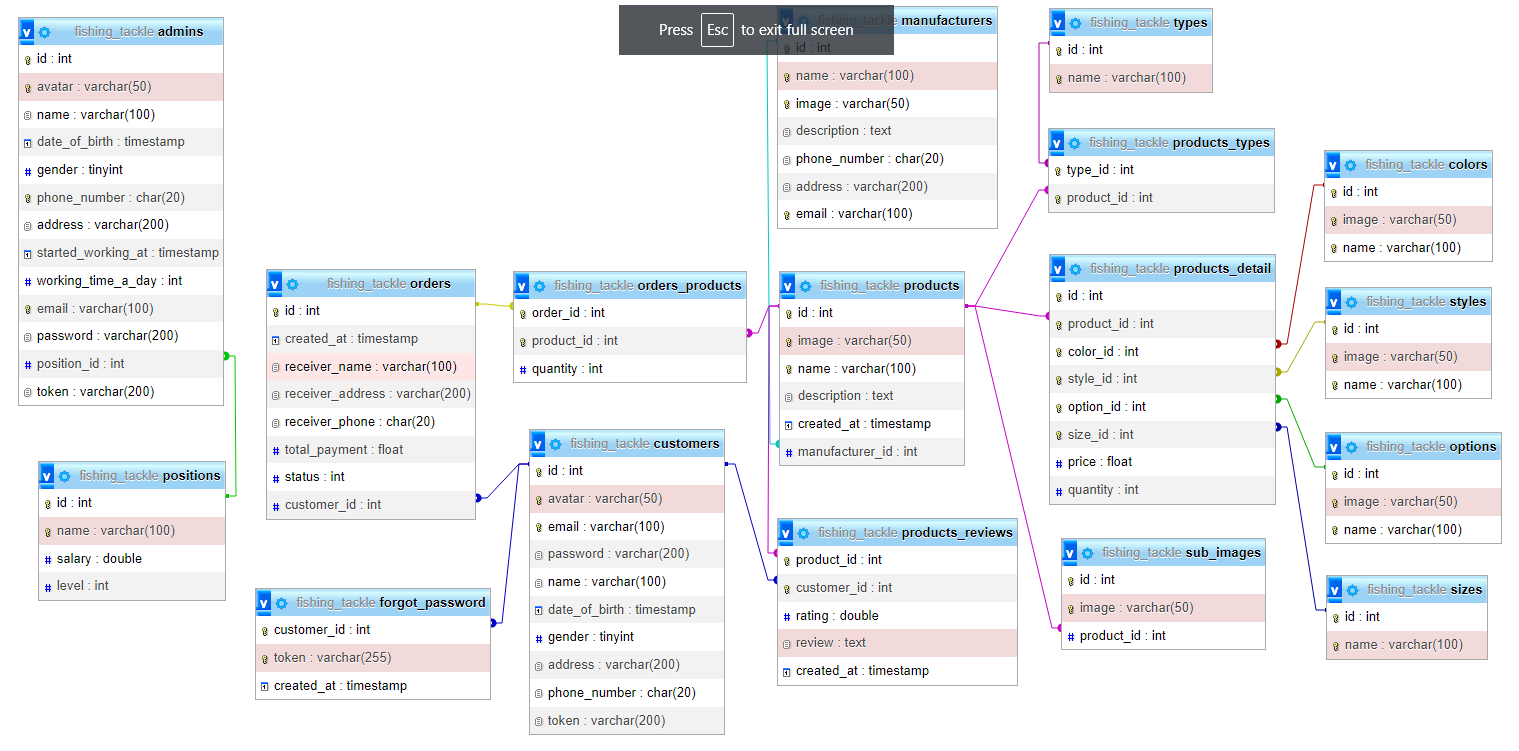 fishing_tackle admins
id : int
avatar : varchar(50)
name : varchar(100)
date_of_birth : timestamp
gender : tinyint
phone_number : char(20)
address : varchar(200)
started_working_at : timestamp
working_time_a_day : int
email : varchar(100)
password : varchar(200)
position_id : int
token : varchar(200)
fishing_tackle positions
id : int
name : varchar(100)
salary : double
level : int
fishing_tackle orders
id : int
created_at : timestamp
receiver_name : varchar(100)
receiver_address : varchar(200)
receiver_phone : char(20)
total_payment : float
status : int
customer_id : int
fishing_tackle forgot_password
customer_id : int
token : varchar(255)
created_at : timestamp
fishing_tackle orders_products
order_id : int
product_id : int
quantity : int
fishing_tackle customers
id : int
avatar : varchar(50)
email : varchar(100)
password : varchar(200)
name : varchar(100)
date_of_birth : timestamp
gender : tinyint
address : varchar(200)
phone_number : char(20)
token : varchar(200)
Press Esc to exit full screen
manufacturers
id : int
name : varchar(100)
image : varchar(50)
description : text
phone_number : char(20)
address : varchar(200)
email : varchar(100)
fishing_tackle products
id : int
image : varchar(50)
name : varchar(100)
description : text
created_at : timestamp
manufacturer_id : int
fishing_tackle products_reviews
product_id : int
customer_id : int
rating : double
review : text
created_at : timestamp
fishing_tackle types
id : int
name : varchar(100)
fishing_tackle products_types
type_id : int
product_id : int
fishing_tackle products_detail
id : int
product_id : int
color_id : int
style_id : int
option_id : int
size_id : int
price : float
quantity : int
fishing_tackle sub_images
id : int
image : varchar(50)
product_id : int
fishing_tackle colors
id : int
image : varchar(50)
name : varchar(100)
fishing_tackle styles
id : int
image : varchar(50)
name : varchar(100)
fishing_tackle options
id : int
image : varchar(50)
name : varchar(100)
fishing_tackle sizes
id : int
name : varchar(100)